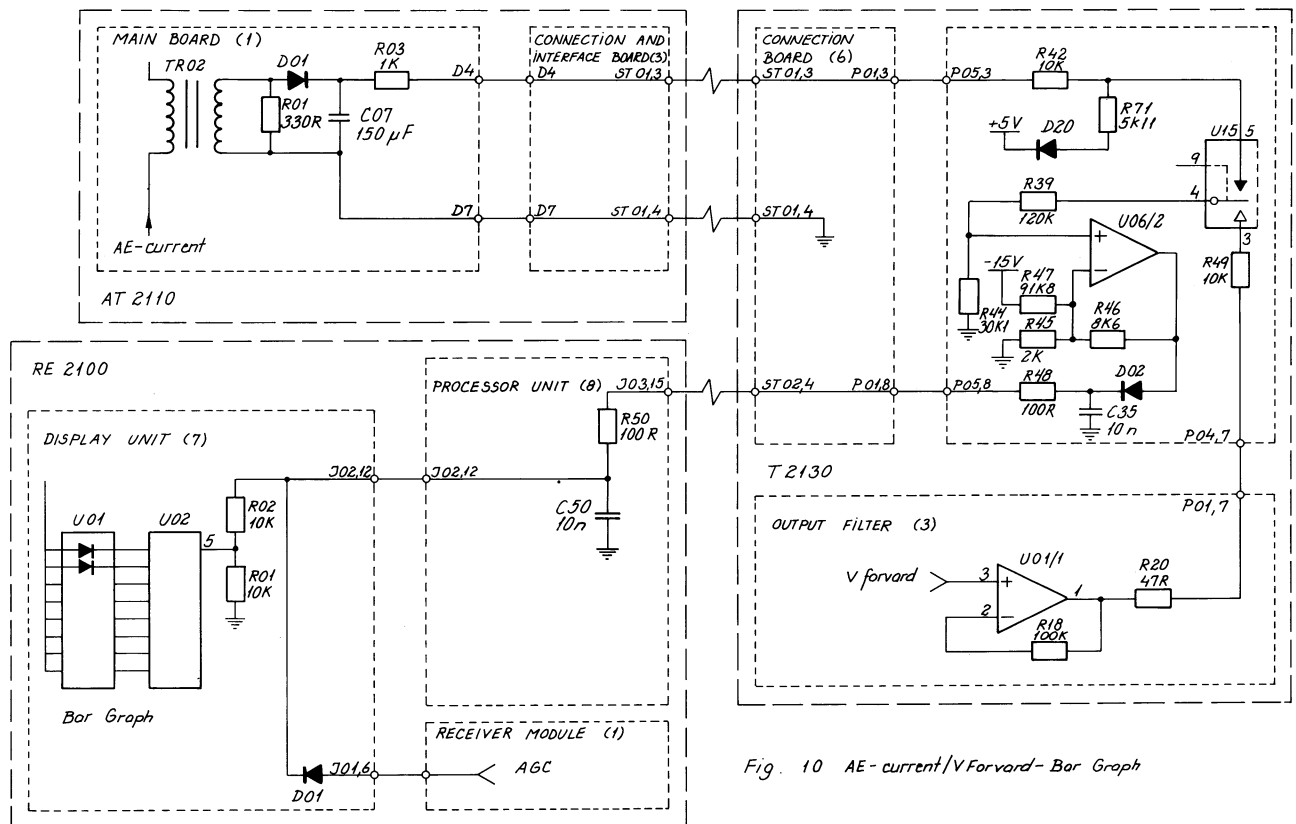 MAIN BOARD (1)
TR02
D01
R03
1K
D4
R01
330R
C07
150 µF
D7
AE-current
AT 2110
CONNECTION AND
INTERFACE BOARD(3)
D4
ST 01,3
D7
ST 01,4
CONNECTION
BOARD (6)
ST 01,3
P01,3
ST01,4
ST02,4
P01,8
P05,3
R42
10K
R71
5K11
+5V
D20
U15
5
9
4
3
R39
120K
U06/2
+
−
R49
10K
-15V
R47
91K8
R44
30K1
R45
2K
R46
8K6
P05,8
R48
100R
D02
C35
10n
P04,7
T 2130
P01,7
OUTPUT FILTER (3)
U01/1
V forvard
3
+
2
−
1
R18
100K
R20
47R
RE 2100
PROCESSOR UNIT (8)
J03,15
R50
100R
DISPLAY UNIT (7)
J02,12
J02,12
C50
10n
U01
U02
5
R02
10K
R01
10K
Bar Graph
RECEIVER MODULE (1)
D01
J01,6
AGC
Fig. 10 AE-current/V Forvard-Bar Graph